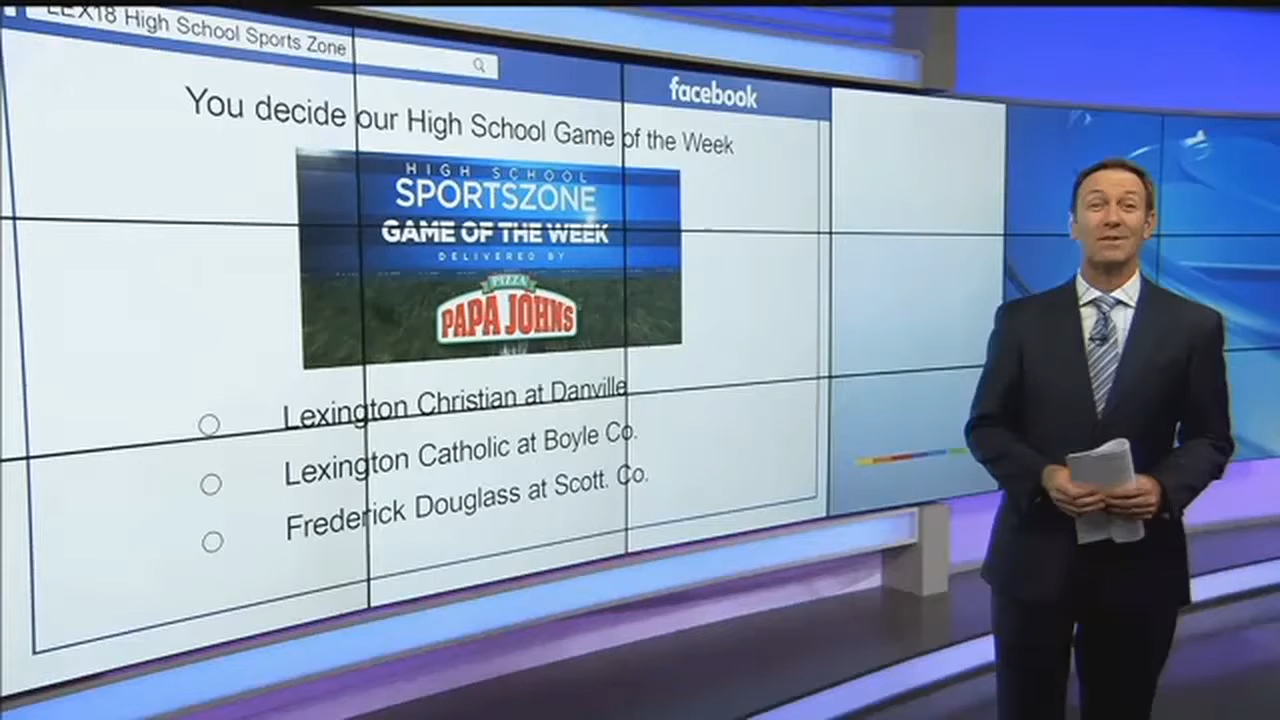 LEX18 High School Sports Zone
facebook
You decide our High School Game of the Week
HIGH SCHOOL
SPORTSZONE
GAME OF THE WEEK
DELIVERED BY
PIZZA
PAPA JOHNS
Lexington Christian at Danville
Lexington Catholic at Boyle Co.
Frederick Douglass at Scott. Co.